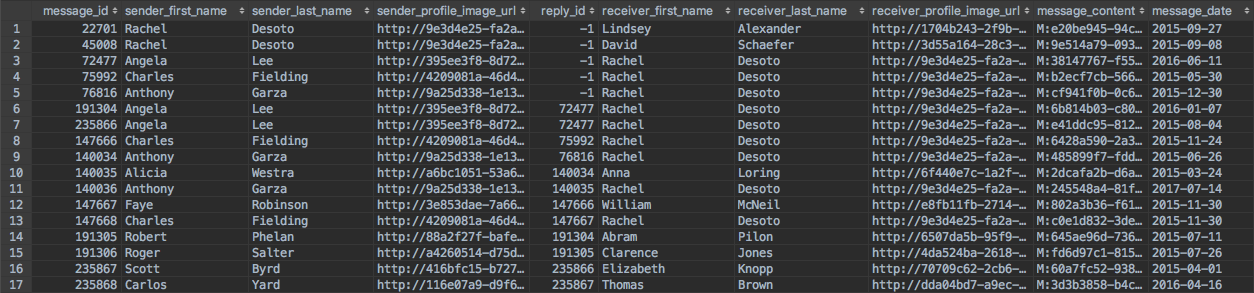 message_id sender_first_name sender_last_name sender_profile_image_url reply_id receiver_first_name receiver_last_name receiver_profile_image_url message_content message_date
1 22701 Rachel Desoto http://9e3d4e25-fa2a… -1 Lindsey Alexander http://1704b243-2f9b-… M:e20be945-94c… 2015-09-27
2 45008 Rachel Desoto http://9e3d4e25-fa2a… -1 David Schaefer http://3d55a164-28c3-… M:9e514a79-093… 2015-09-08
3 72477 Angela Lee http://395ee3f8-8d72… -1 Rachel Desoto http://9e3d4e25-fa2a-… M:38147767-f55… 2016-06-11
4 75992 Charles Fielding http://4209081a-46d4… -1 Rachel Desoto http://9e3d4e25-fa2a-… M:b2ecf7cb-566… 2015-05-30
5 76816 Anthony Garza http://9a25d338-1e13… -1 Rachel Desoto http://9e3d4e25-fa2a-… M:cf941f0b-0c6… 2015-12-30
6 191304 Angela Lee http://395ee3f8-8d72… 72477 Rachel Desoto http://9e3d4e25-fa2a-… M:6b814b03-c80… 2016-01-07
7 235866 Angela Lee http://395ee3f8-8d72… 72477 Rachel Desoto http://9e3d4e25-fa2a-… M:e41ddc95-812… 2015-08-04
8 147666 Charles Fielding http://4209081a-46d4… 75992 Rachel Desoto http://9e3d4e25-fa2a-… M:6428a590-2a3… 2015-11-24
9 140034 Anthony Garza http://9a25d338-1e13… 76816 Rachel Desoto http://9e3d4e25-fa2a-… M:485899f7-fdd… 2015-06-26
10 140035 Alicia Westra http://a6bc1051-53a6… 140034 Anna Loring http://6f440e7c-1a2f-… M:2dcafa2b-d6a… 2015-03-24
11 140036 Anthony Garza http://9a25d338-1e13… 140035 Rachel Desoto http://9e3d4e25-fa2a-… M:245548a4-81f… 2017-07-14
12 147667 Faye Robinson http://3e853dae-7a66… 147666 William McNeil http://e8fb11fb-2714-… M:802a3b36-f61… 2015-11-30
13 147668 Charles Fielding http://4209081a-46d4… 147667 Rachel Desoto http://9e3d4e25-fa2a-… M:c0e1d832-3de… 2015-11-30
14 191305 Robert Phelan http://88a2f27f-bafe… 191304 Abram Pilon http://6507da5b-95f9-… M:645ae96d-736… 2015-07-11
15 191306 Roger Salter http://a4260514-d75d… 191305 Clarence Jones http://4da524ba-2618-… M:fd6d97c1-815… 2015-07-26
16 235867 Scott Byrd http://416bfc15-b727… 235866 Elizabeth Knopp http://70709c62-2cb6-… M:60a7fc52-938… 2015-04-01
17 235868 Carlos Yard http://116e07a9-d9f6… 235867 Thomas Brown http://dda04bd7-a9ec-… M:3d3b3858-b4c… 2016-04-16